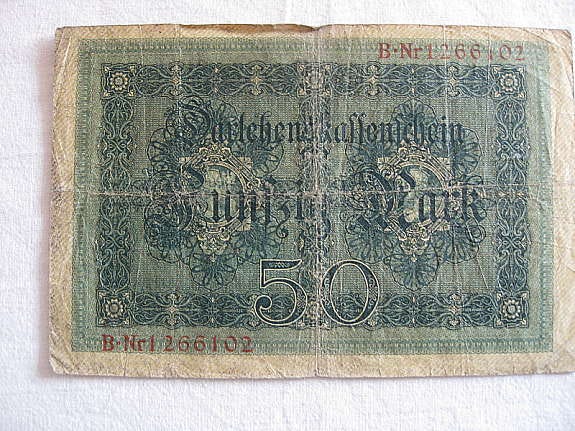 B·Nr1266102
Darlehenskassenschein
Fünfzig Mark
50
B·Nr1266102